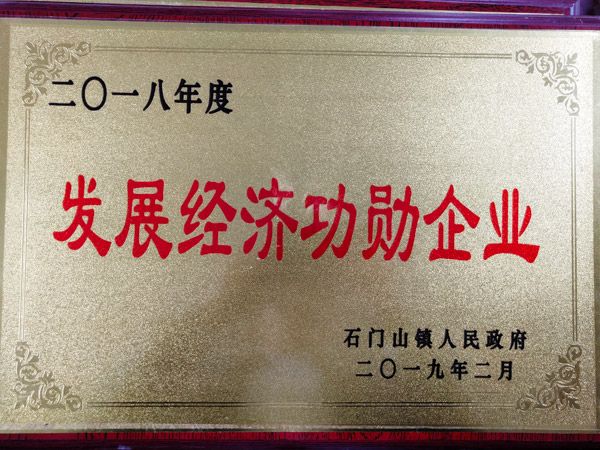 二〇一八年度
发展经济功勋企业
石门山镇人民政府
二〇一九年二月